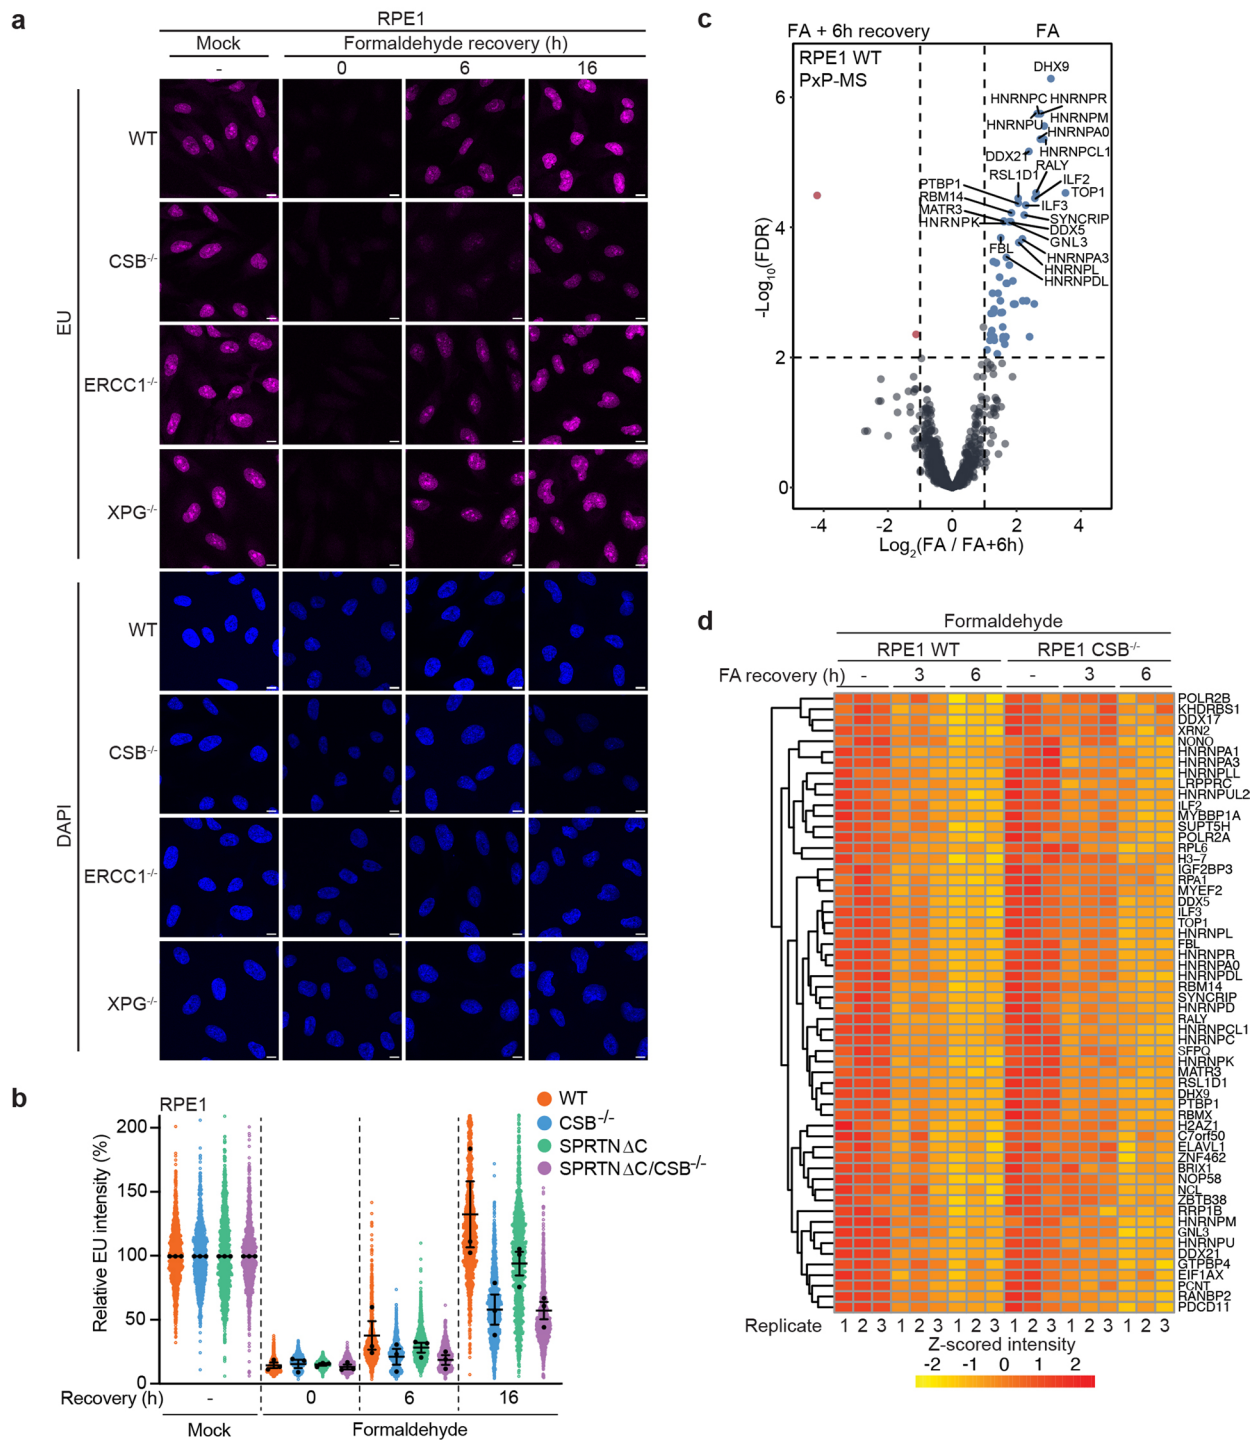 a
RPE1
Mock
Formaldehyde recovery (h)
-
0
6
16
EU
WT
CSB-/-
ERCC1-/-
XPG-/-
DAPI
WT
CSB-/-
ERCC1-/-
XPG-/-
b
RPE1
WT
CSB-/-
SPRTNΔC
SPRTNΔC/CSB-/-
Relative EU intensity (%)
200
150
100
50
0
Recovery (h)
-
0
6
16
Mock
Formaldehyde
c
FA + 6h recovery
FA
RPE1 WT
PxP-MS
DHX9
HNRNPC HNRNPR
HNRNPU HNRNPM
HNRNPA0
DDX21 HNRNPCL1
RSL1D1 RALY
PTBP1 ILF2
RBM14 TOP1
MATR3 ILF3
HNRNPK SYNCRIP
DDX5
GNL3
FBL HNRNPA3
HNRNPL
HNRNPDL
-Log10(FDR)
6
4
2
0
-4 -2 0 2 4
Log2(FA / FA+6h)
d
Formaldehyde
RPE1 WT
RPE1 CSB-/-
FA recovery (h) - 3 6 - 3 6
POLR2B
KHDRBS1
DDX17
XRN2
NONO
HNRNPA1
HNRNPA3
HNRNPLL
LRPPRC
HNRNPUL2
ILF2
MYBBP1A
SUPT5H
POLR2A
RPL6
H3-7
IGF2BP3
RPA1
MYEF2
DDX5
ILF3
TOP1
HNRNPL
FBL
HNRNPR
HNRNPA0
HNRNPDL
RBM14
SYNCRIP
HNRNPD
RALY
HNRNPCL1
HNRNPC
SFPQ
HNRNPK
MATR3
RSL1D1
DHX9
PTBP1
RBMX
H2AZ1
C7orf50
ELAVL1
ZNF462
BRIX1
NOP58
NCL
ZBTB38
RRP1B
HNRNPM
GNL3
HNRNPU
DDX21
GTPBP4
EIF1AX
PCNT
RANBP2
PDCD11
Replicate 1 2 3 1 2 3 1 2 3 1 2 3 1 2 3 1 2 3
Z-scored intensity
-2 -1 0 1 2